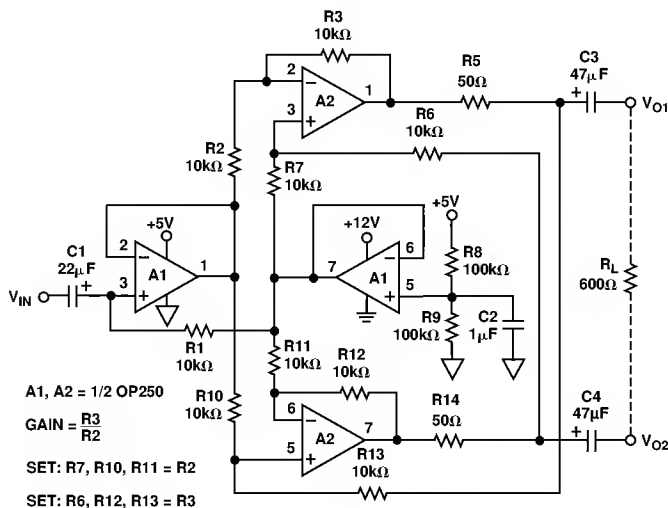 R3
10kΩ
2
1
A2
3
R5
50Ω
C3
47μF
+
VO1
R6
10kΩ
R2
10kΩ
R7
10kΩ
+5V
+12V
+5V
2
A1
1
3
C1
22μF
+
VIN
7
6
A1
5
R8
100kΩ
R9
100kΩ
C2
1μF
RL
600Ω
R1
10kΩ
R11
10kΩ
R12
10kΩ
R10
10kΩ
R14
50Ω
C4
47μF
+
VO2
6
A2
7
5
R13
10kΩ
A1, A2 = 1/2 OP250
GAIN = R3
R2
SET: R7, R10, R11 = R2
SET: R6, R12, R13 = R3